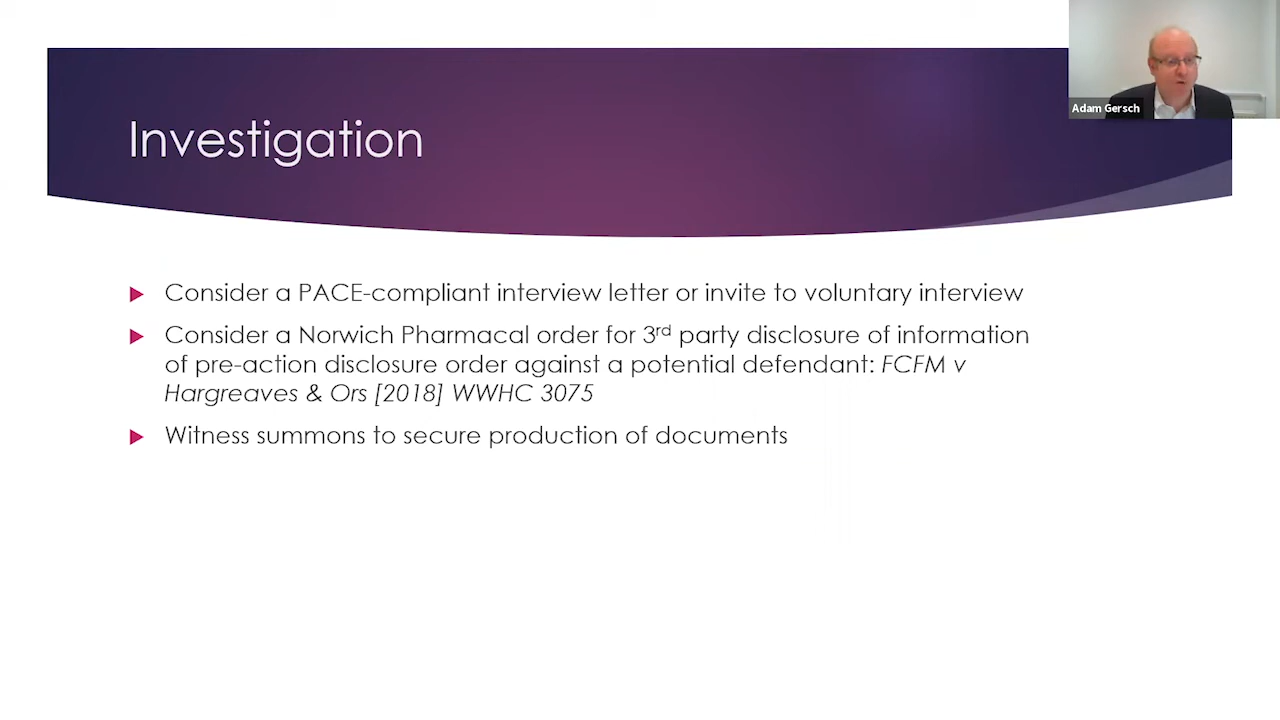 Adam Gersch
Investigation
Consider a PACE-compliant interview letter or invite to voluntary interview
Consider a Norwich Pharmacal order for 3rd party disclosure of information
of pre-action disclosure order against a potential defendant: FCFM v
Hargreaves & Ors [2018] WWHC 3075
Witness summons to secure production of documents